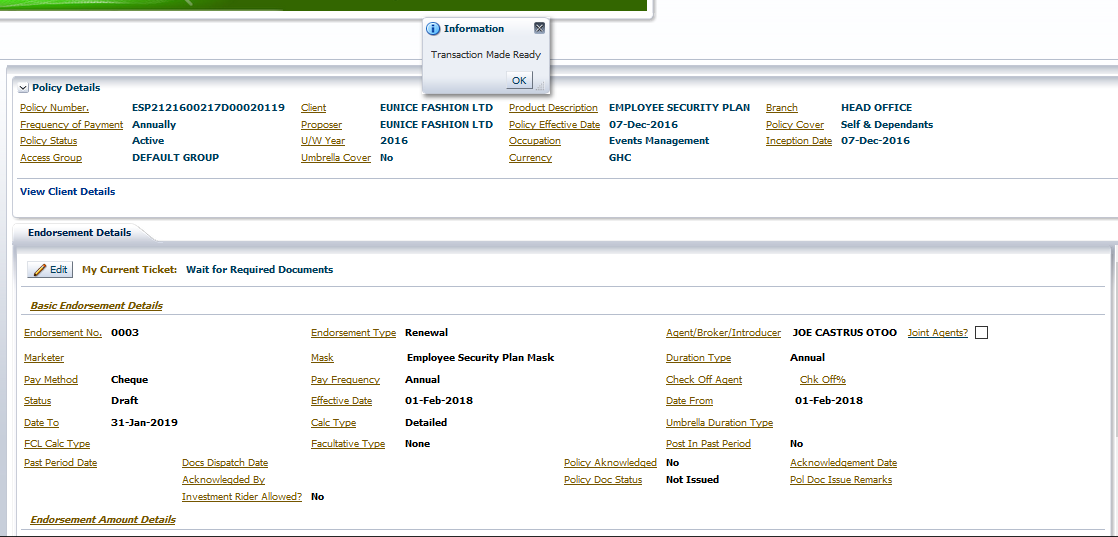 Information
Transaction Made Ready
OK
Policy Details
Policy Number. ESP2121600217D00020119 Client EUNICE FASHION LTD Product Description EMPLOYEE SECURITY PLAN Branch HEAD OFFICE
Frequency of Payment Annually Proposer EUNICE FASHION LTD Policy Effective Date 07-Dec-2016 Policy Cover Self & Dependants
Policy Status Active U/W Year 2016 Occupation Events Management Inception Date 07-Dec-2016
Access Group DEFAULT GROUP Umbrella Cover No Currency GHC
View Client Details
Endorsement Details
Edit My Current Ticket: Wait for Required Documents
Basic Endorsement Details
Endorsement No. 0003 Endorsement Type Renewal Agent/Broker/Introducer JOE CASTRUS OTOO Joint Agents?
Marketer Mask Employee Security Plan Mask Duration Type Annual
Pay Method Cheque Pay Frequency Annual Check Off Agent Chk Off%
Status Draft Effective Date 01-Feb-2018 Date From 01-Feb-2018
Date To 31-Jan-2019 Calc Type Detailed Umbrella Duration Type
FCL Calc Type Facultative Type None Post In Past Period No
Past Period Date Docs Dispatch Date Policy Aknowledged No Acknowledgement Date
Acknowleqded By Policy Doc Status Not Issued Pol Doc Issue Remarks
Investment Rider Allowed? No
Endorsement Amount Details